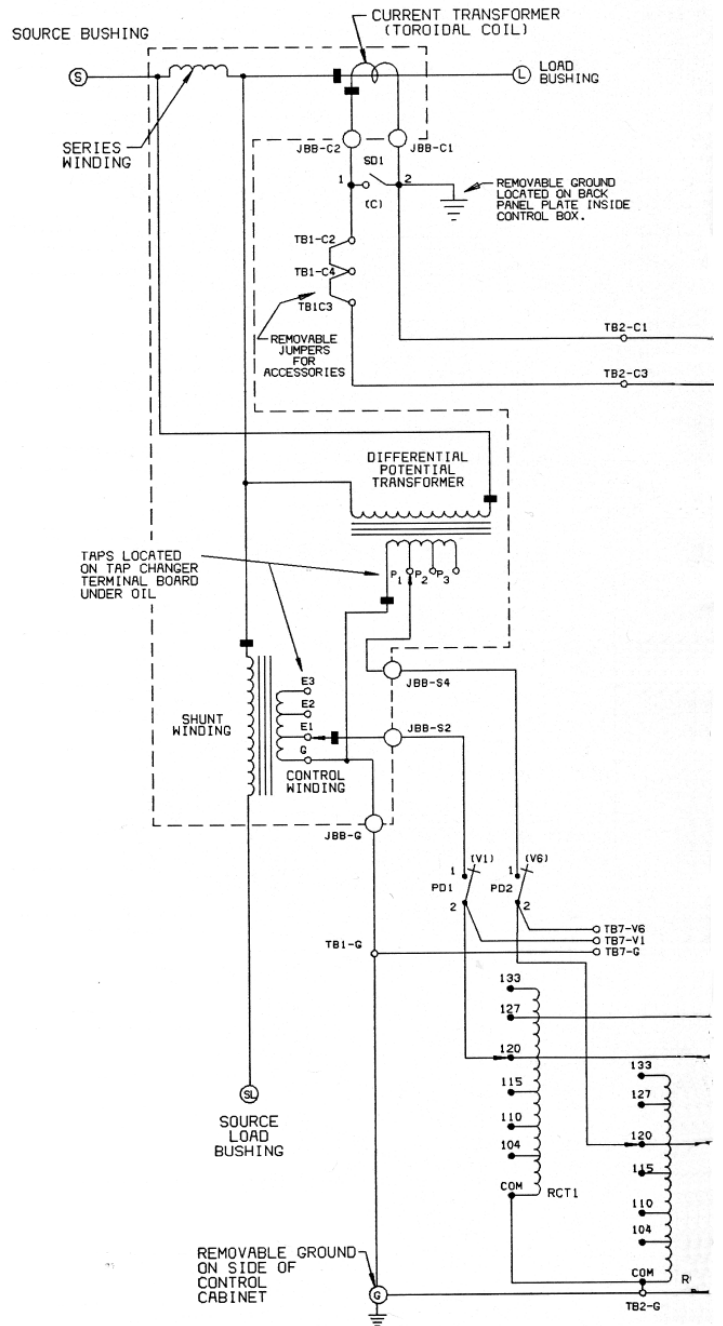 CURRENT TRANSFORMER
(TOROIDAL COIL)
SOURCE BUSHING
S
L
LOAD
BUSHING
SERIES
WINDING
JBB-C2
JBB-C1
SD1
1
2
(C)
REMOVABLE GROUND
LOCATED ON BACK
PANEL PLATE INSIDE
CONTROL BOX.
TB1-C2
TB1-C4
TB1C3
REMOVABLE
JUMPERS
FOR
ACCESSORIES
TB2-C1
TB2-C3
DIFFERENTIAL
POTENTIAL
TRANSFORMER
TAPS LOCATED
ON TAP CHANGER
TERMINAL BOARD
UNDER OIL
P1
P2
P3
JBB-S4
E3
E2
E1
G
SHUNT
WINDING
CONTROL
WINDING
JBB-S2
JBB-G
1
(V1)
1
(V6)
PD1
PD2
2
2
TB7-V6
TB7-V1
TB7-G
TB1-G
133
127
120
115
110
104
COM
RCT1
133
127
120
115
110
104
COM
R
SL
SOURCE
LOAD
BUSHING
REMOVABLE GROUND
ON SIDE OF
CONTROL
CABINET
G
TB2-G